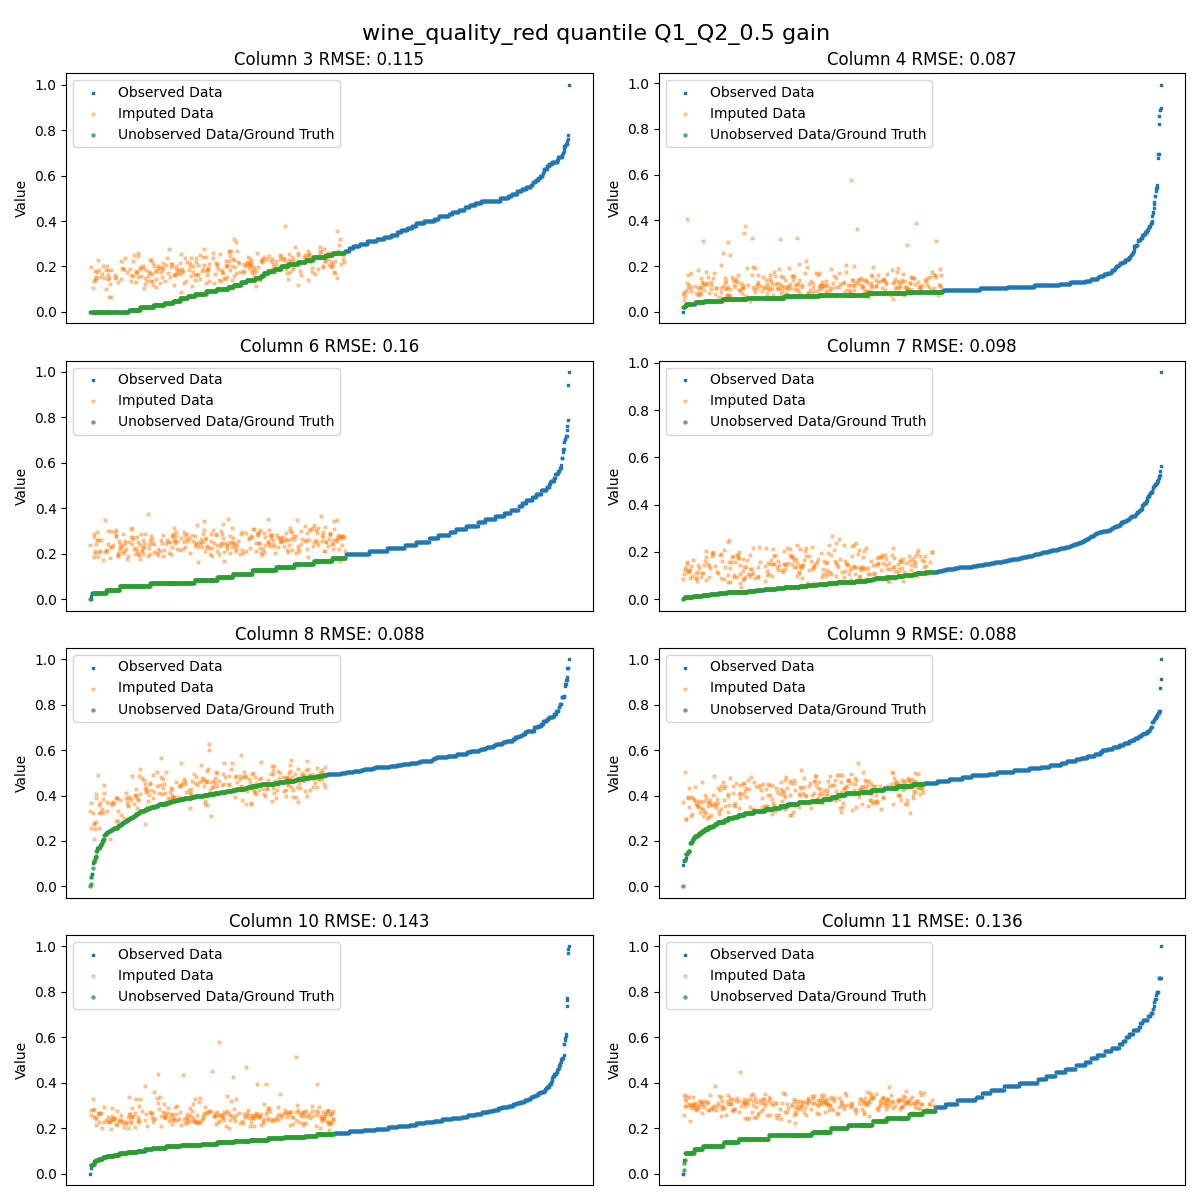 wine_quality_red quantile Q1_Q2_0.5 gain
Column 3 RMSE: 0.115
Observed Data
Imputed Data
Unobserved Data/Ground Truth
Value
1.0
0.8
0.6
0.4
0.2
0.0
Column 4 RMSE: 0.087
Observed Data
Imputed Data
Unobserved Data/Ground Truth
Value
1.0
0.8
0.6
0.4
0.2
0.0
Column 6 RMSE: 0.16
Observed Data
Imputed Data
Unobserved Data/Ground Truth
Value
1.0
0.8
0.6
0.4
0.2
0.0
Column 7 RMSE: 0.098
Observed Data
Imputed Data
Unobserved Data/Ground Truth
Value
1.0
0.8
0.6
0.4
0.2
0.0
Column 8 RMSE: 0.088
Observed Data
Imputed Data
Unobserved Data/Ground Truth
Value
1.0
0.8
0.6
0.4
0.2
0.0
Column 9 RMSE: 0.088
Observed Data
Imputed Data
Unobserved Data/Ground Truth
Value
1.0
0.8
0.6
0.4
0.2
0.0
Column 10 RMSE: 0.143
Observed Data
Imputed Data
Unobserved Data/Ground Truth
Value
1.0
0.8
0.6
0.4
0.2
0.0
Column 11 RMSE: 0.136
Observed Data
Imputed Data
Unobserved Data/Ground Truth
Value
1.0
0.8
0.6
0.4
0.2
0.0